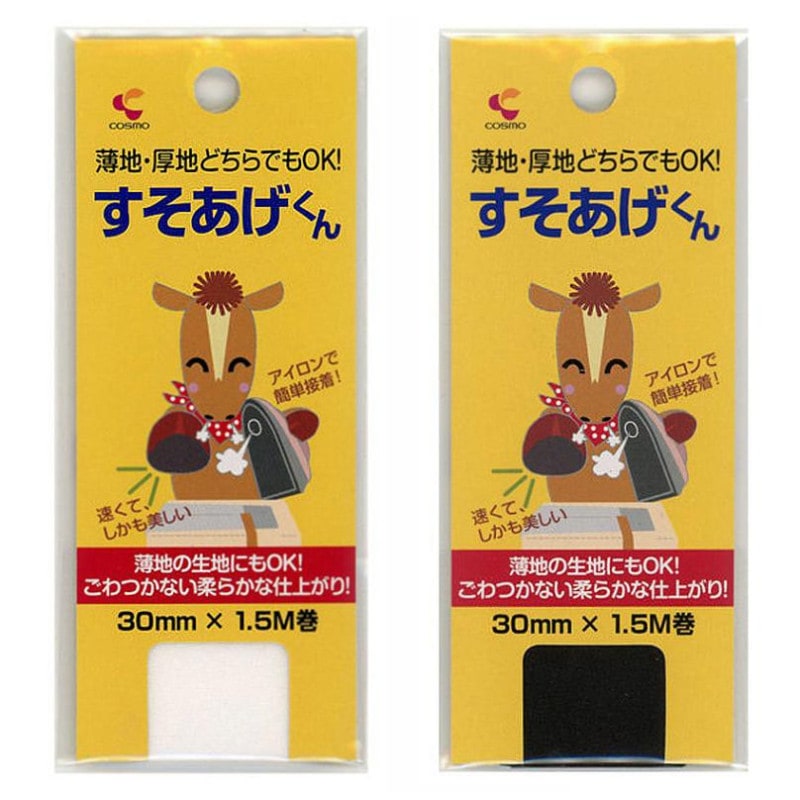 COSMO
薄地・厚地どちらでもOK!
すそあげくん
アイロンで
簡単接着!
速くて、
しかも美しい
薄地の生地にもOK!
ごわつかない柔らかな仕上がり!
30mm × 1.5M巻
COSMO
薄地・厚地どちらでもOK!
すそあげくん
アイロンで
簡単接着!
速くて、
しかも美しい
薄地の生地にもOK!
ごわつかない柔らかな仕上がり!
30mm × 1.5M巻